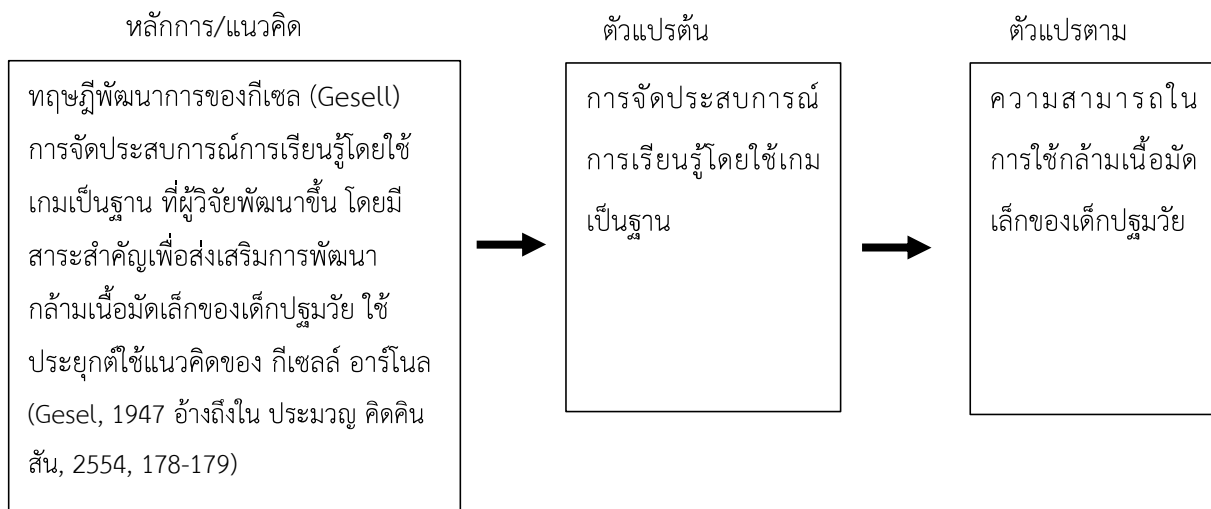 หลักการ/แนวคิด
ทฤษฎีพัฒนาการของกีเซล (Gesell)
การจัดประสบการณ์การเรียนรู้โดยใช้
เกมเป็นฐาน ที่ผู้วิจัยพัฒนาขึ้น โดยมี
สาระสำคัญเพื่อส่งเสริมการพัฒนา
กล้ามเนื้อมัดเล็กของเด็กปฐมวัย ใช้
ประยุกต์ใช้แนวคิดของ กีเซลล์ อาร์โนล
(Gesel, 1947 อ้างถึงใน ประมวญ คิดคิน
สัน, 2554, 178-179)
ตัวแปรต้น
การจัดประสบการณ์
การเรียนรู้โดยใช้เกม
เป็นฐาน
ตัวแปรตาม
ความสามารถใน
การใช้กล้ามเนื้อมัด
เล็กของเด็กปฐมวัย